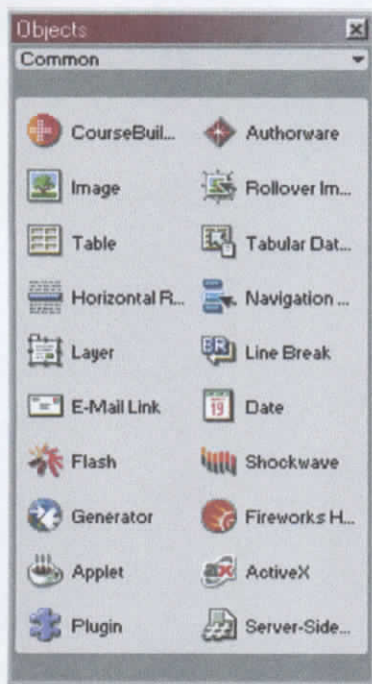 Objects
Common
CourseBuil... Authorware
Image Rollover Im...
Table Tabular Dat...
Horizontal R... Navigation ...
Layer Line Break
E-Mail Link Date
Flash Shockwave
Generator Fireworks H...
Applet ActiveX
Plugin Server-Side...